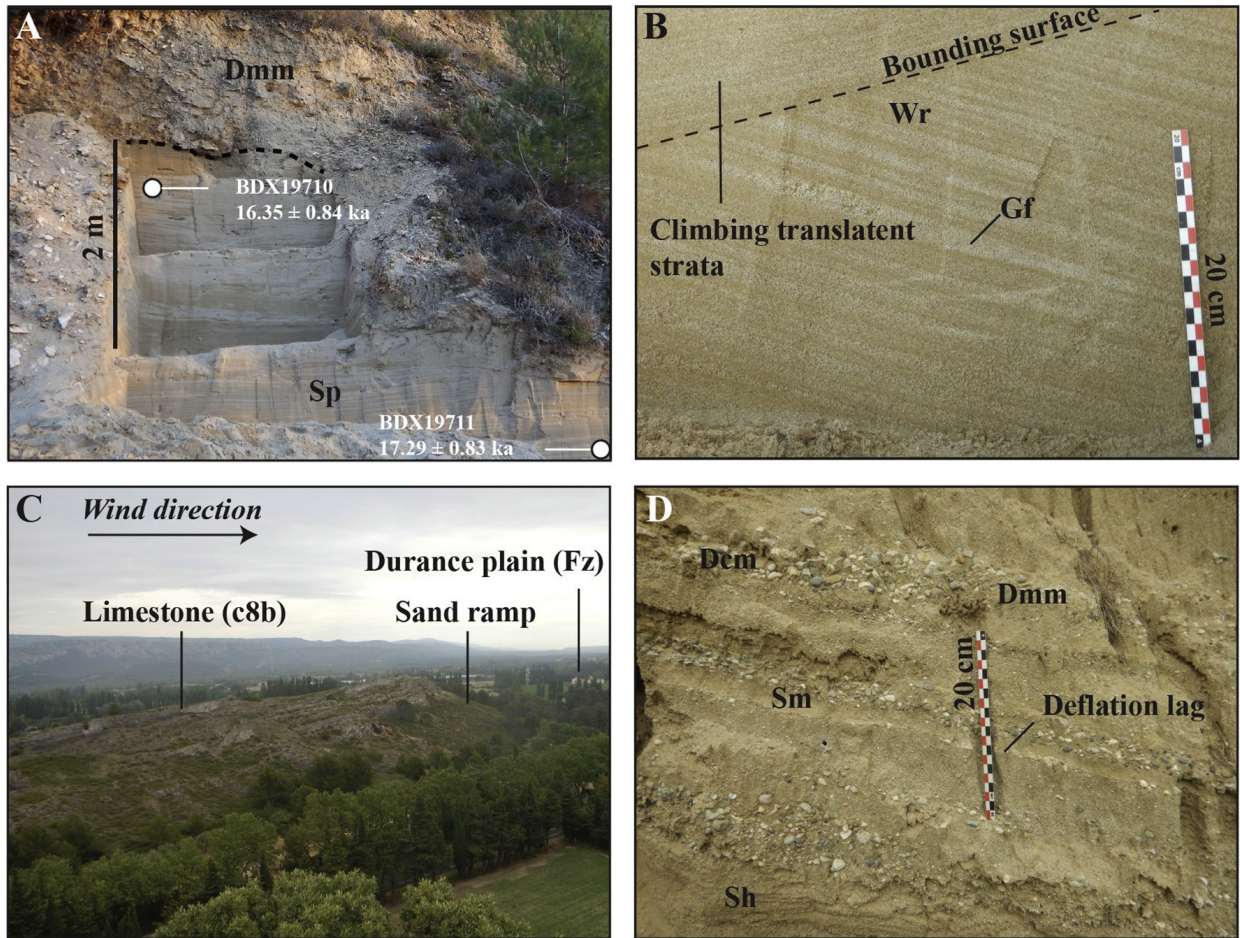 A
Dmm
BDX19710
16.35 ± 0.84 ka
2 m
Sp
BDX19711
17.29 ± 0.83 ka
B
Bounding surface
Wr
Gf
Climbing translatent
strata
20
cm
20 cm
C
Wind direction
Durance plain (Fz)
Limestone (c8b)
Sand ramp
D
Dcm
Dmm
20 cm
Sm
Deflation lag
Sh